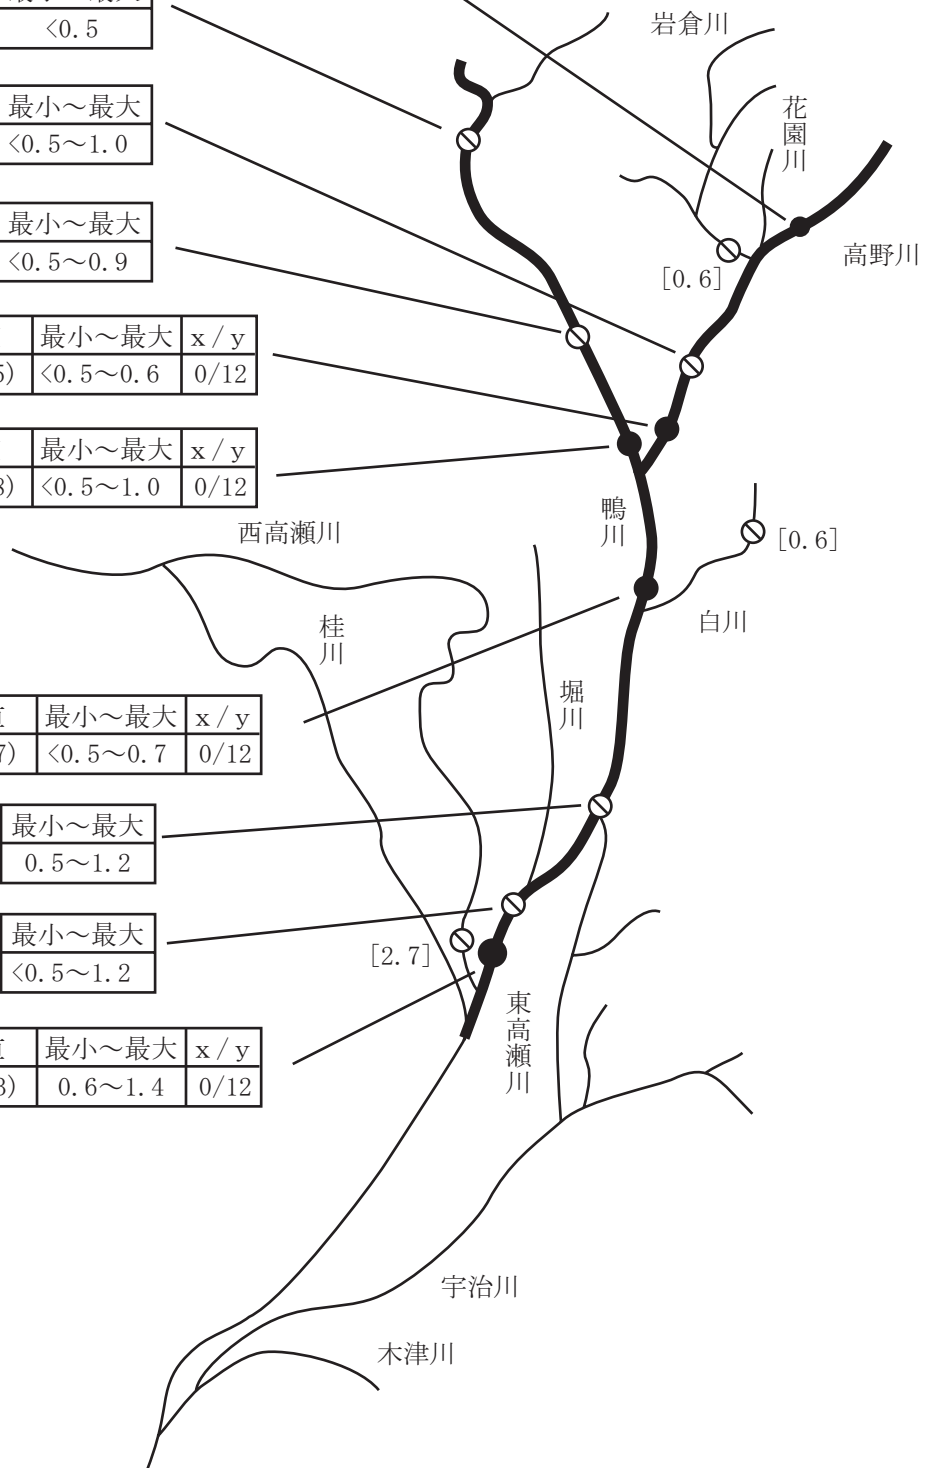 <0.5
最小～最大
<0.5～1.0
最小～最大
<0.5～0.9
最小～最大 x/y
5) <0.5～0.6 0/12
最小～最大 x/y
8) <0.5～1.0 0/12
最小～最大 x/y
7) <0.5～0.7 0/12
最小～最大
0.5～1.2
最小～最大
<0.5～1.2
最小～最大 x/y
3) 0.6～1.4 0/12
岩倉川
花園川
高野川
[0.6]
鴨川
[0.6]
白川
西高瀬川
桂川
堀川
[2.7]
東高瀬川
宇治川
木津川